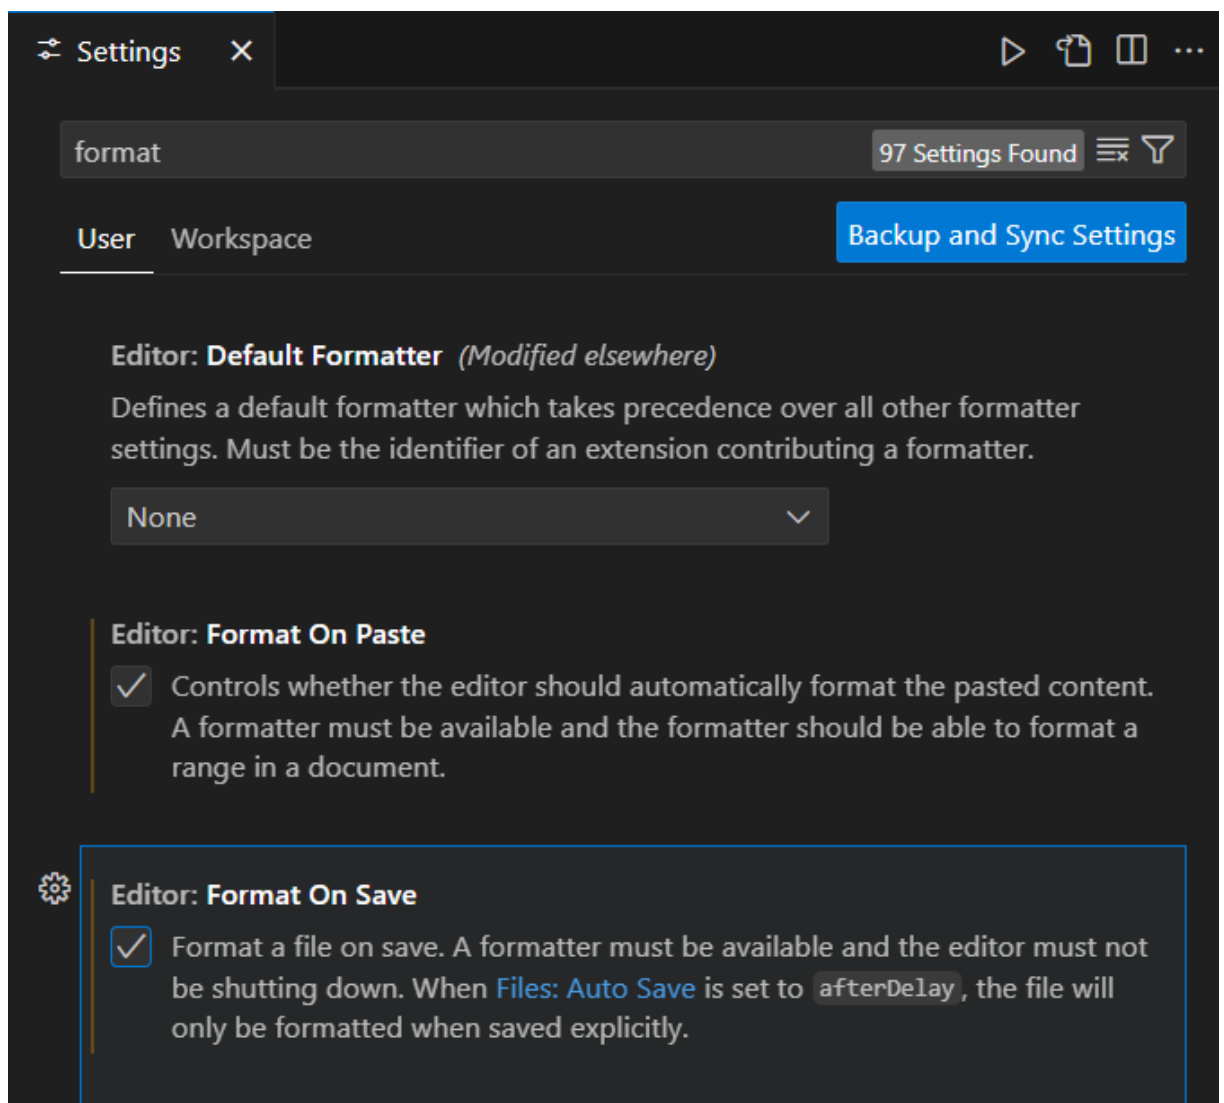 Settings
format
97 Settings Found
User Workspace
Backup and Sync Settings
Editor: Default Formatter (Modified elsewhere)
Defines a default formatter which takes precedence over all other formatter
settings. Must be the identifier of an extension contributing a formatter.
None
Editor: Format On Paste
Controls whether the editor should automatically format the pasted content.
A formatter must be available and the formatter should be able to format a
range in a document.
Editor: Format On Save
Format a file on save. A formatter must be available and the editor must not
be shutting down. When Files: Auto Save is set to afterDelay, the file will
only be formatted when saved explicitly.